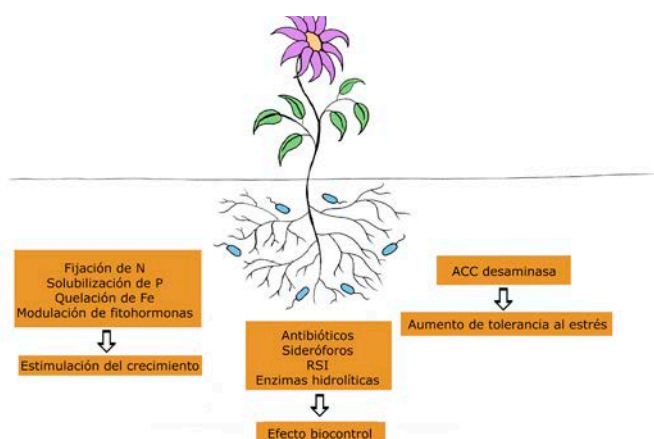 Fijación de N
Solubilización de P
Quelación de Fe
Modulación de fitohormonas
Estimulación del crecimiento
Antibióticos
Sideróforos
RSI
Enzimas hidrolíticas
Efecto biocontrol
ACC desaminasa
Aumento de tolerancia al estrés